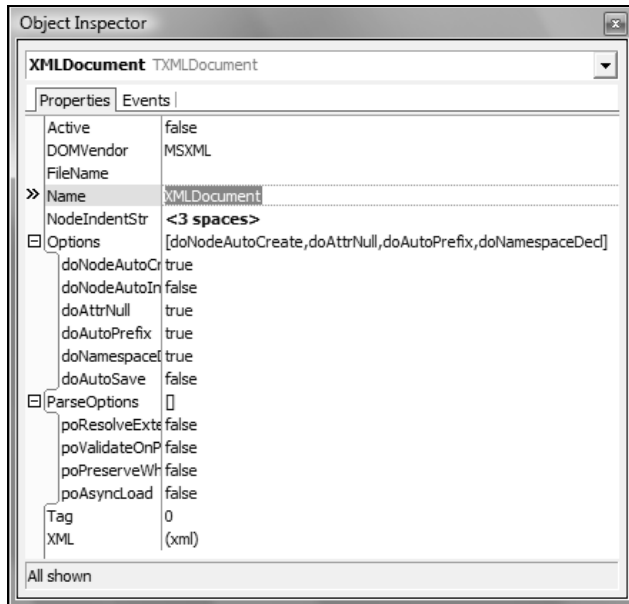 Object Inspector
XMLDocument TXMLDocument
Properties Events
Active false
DOMVendor MSXML
FileName
» Name XMLDocument
NodeIndentStr <3 spaces>
Options [doNodeAutoCreate,doAttrNull,doAutoPrefix,doNamespaceDecl]
doNodeAutoCr true
doNodeAutoIn false
doAttrNull true
doAutoPrefix true
doNamespaceD true
doAutoSave false
ParseOptions []
poResolveExte false
poValidateOnP false
poPreserveWh false
poAsyncLoad false
Tag 0
XML (xml)
All shown